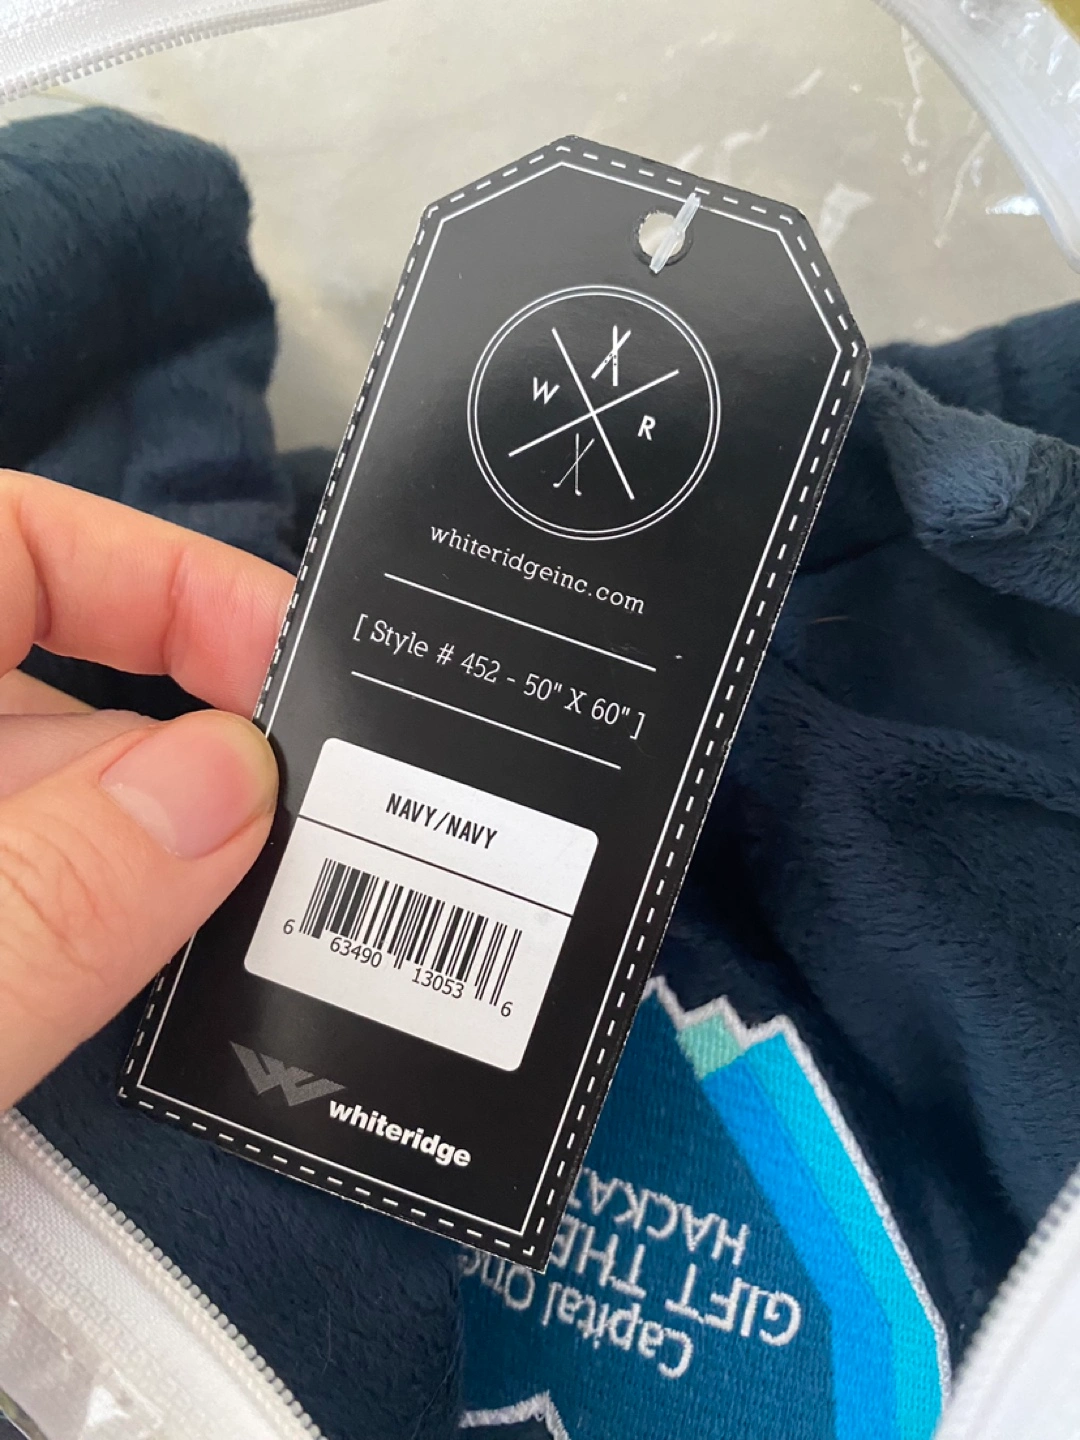 W R
whiteridgeinc.com
[ Style # 452 - 50" X 60" ]
NAVY/NAVY
6 63490 13053 6
whiteridge
Capital One
GIFT THE